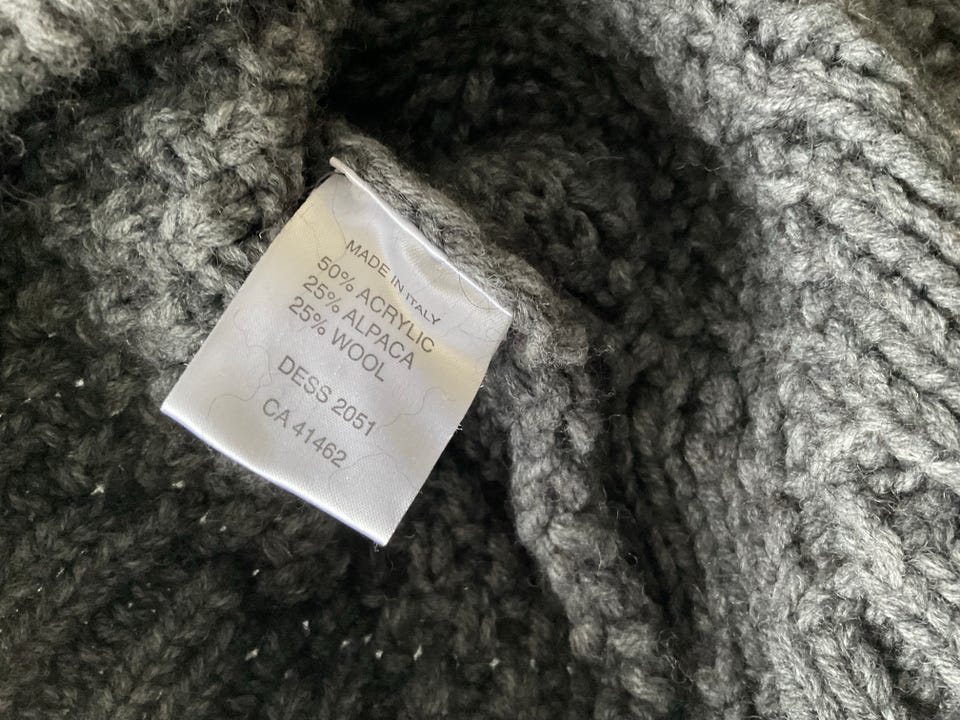 MADE IN ITALY
50% ACRYLIC
25% ALPACA
25% WOOL
DESS 2051
CA 41462